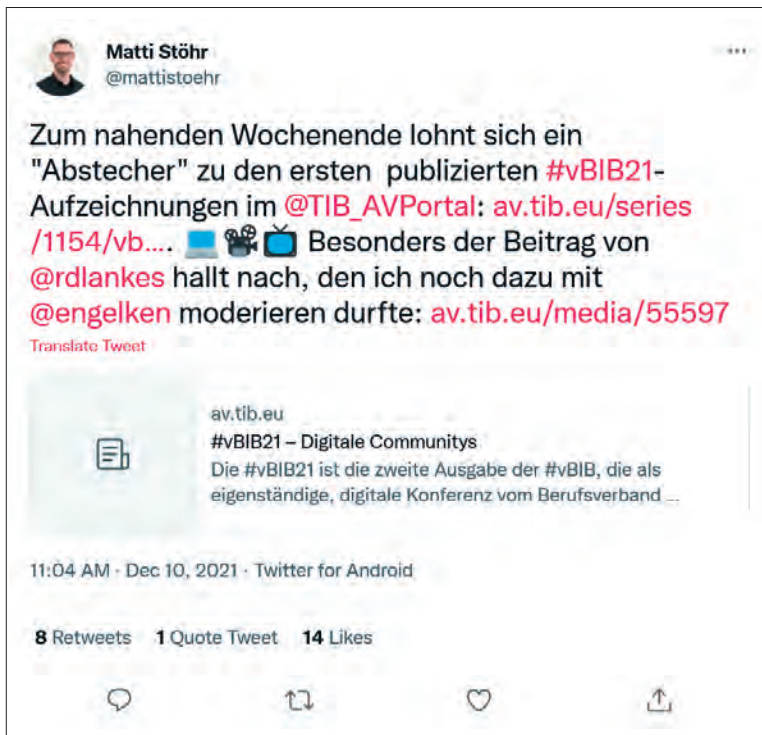 Matti Stöhr
@mattistoehr
Zum nahenden Wochenende lohnt sich ein
"Abstecher" zu den ersten publizierten #vBIB21-
Aufzeichnungen im @TIB_AVPortal: av.tib.eu/series
/1154/vb…. 💻📽📺 Besonders der Beitrag von
@rdlankes hallt nach, den ich noch dazu mit
@engelken moderieren durfte: av.tib.eu/media/55597
Translate Tweet
av.tib.eu
#vBIB21 – Digitale Communitys
Die #vBIB21 ist die zweite Ausgabe der #vBIB, die als
eigenständige, digitale Konferenz vom Berufsverband ...
11:04 AM · Dec 10, 2021 · Twitter for Android
8 Retweets 1 Quote Tweet 14 Likes